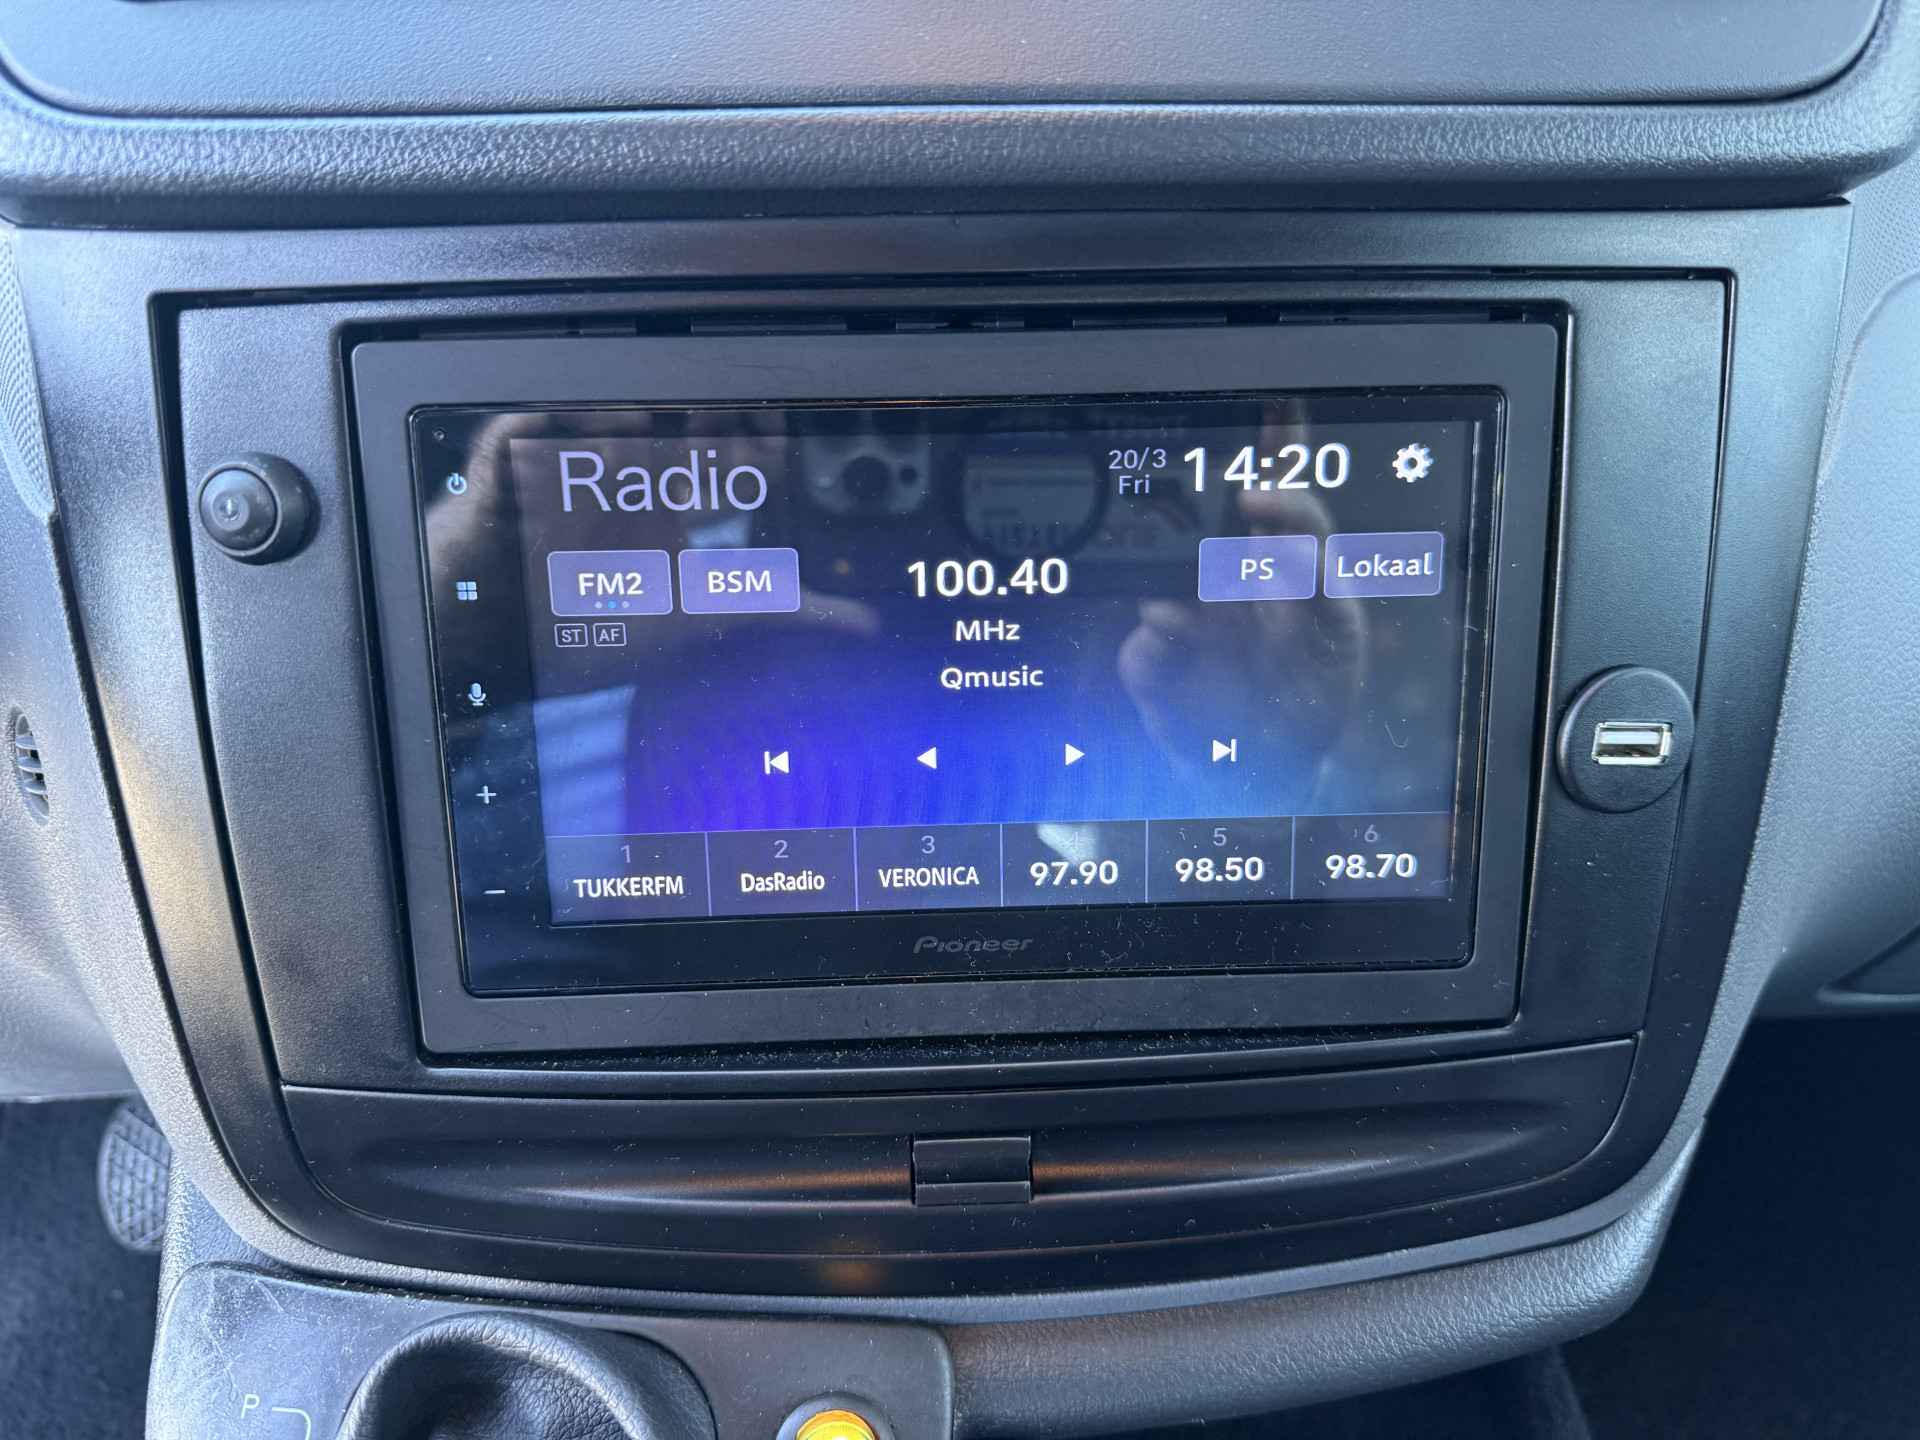 Radio
20/3
Fri
14:20
FM2
BSM
100.40
PS
Lokaal
ST AF
MHz
Qmusic
1 2 3 4 5 6
TUKKERFM DasRadio VERONICA 97.90 98.50 98.70
Pioneer
P